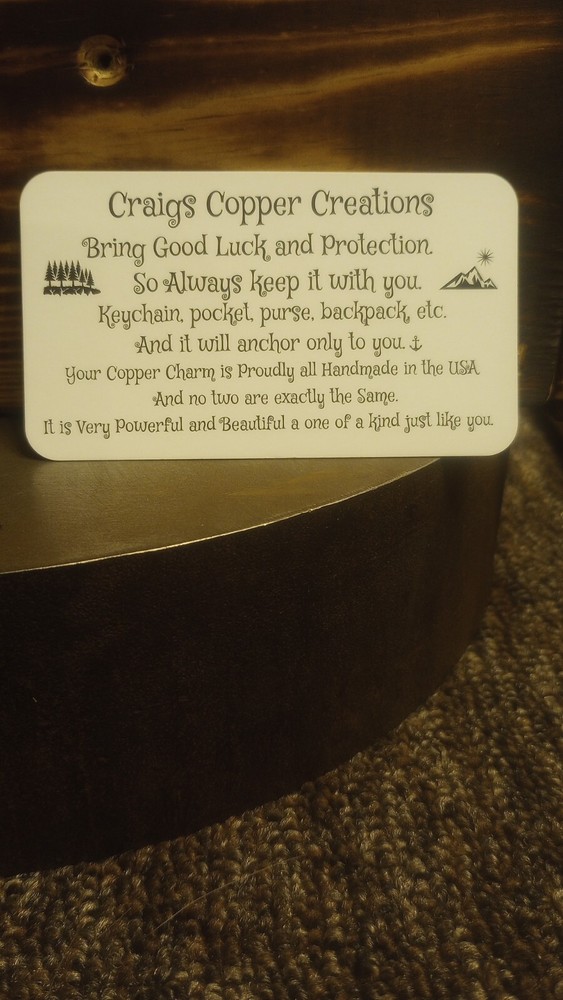 Craigs Copper Creations
Bring Good Luck and Protection.
So Always keep it with you.
Keychain, pocket, purse, backpack, etc.
And it will anchor only to you.
Your Copper Charm is Proudly all Handmade in the USA
And no two are exactly the Same.
It is Very Powerful and Beautiful a one of a kind just like you.